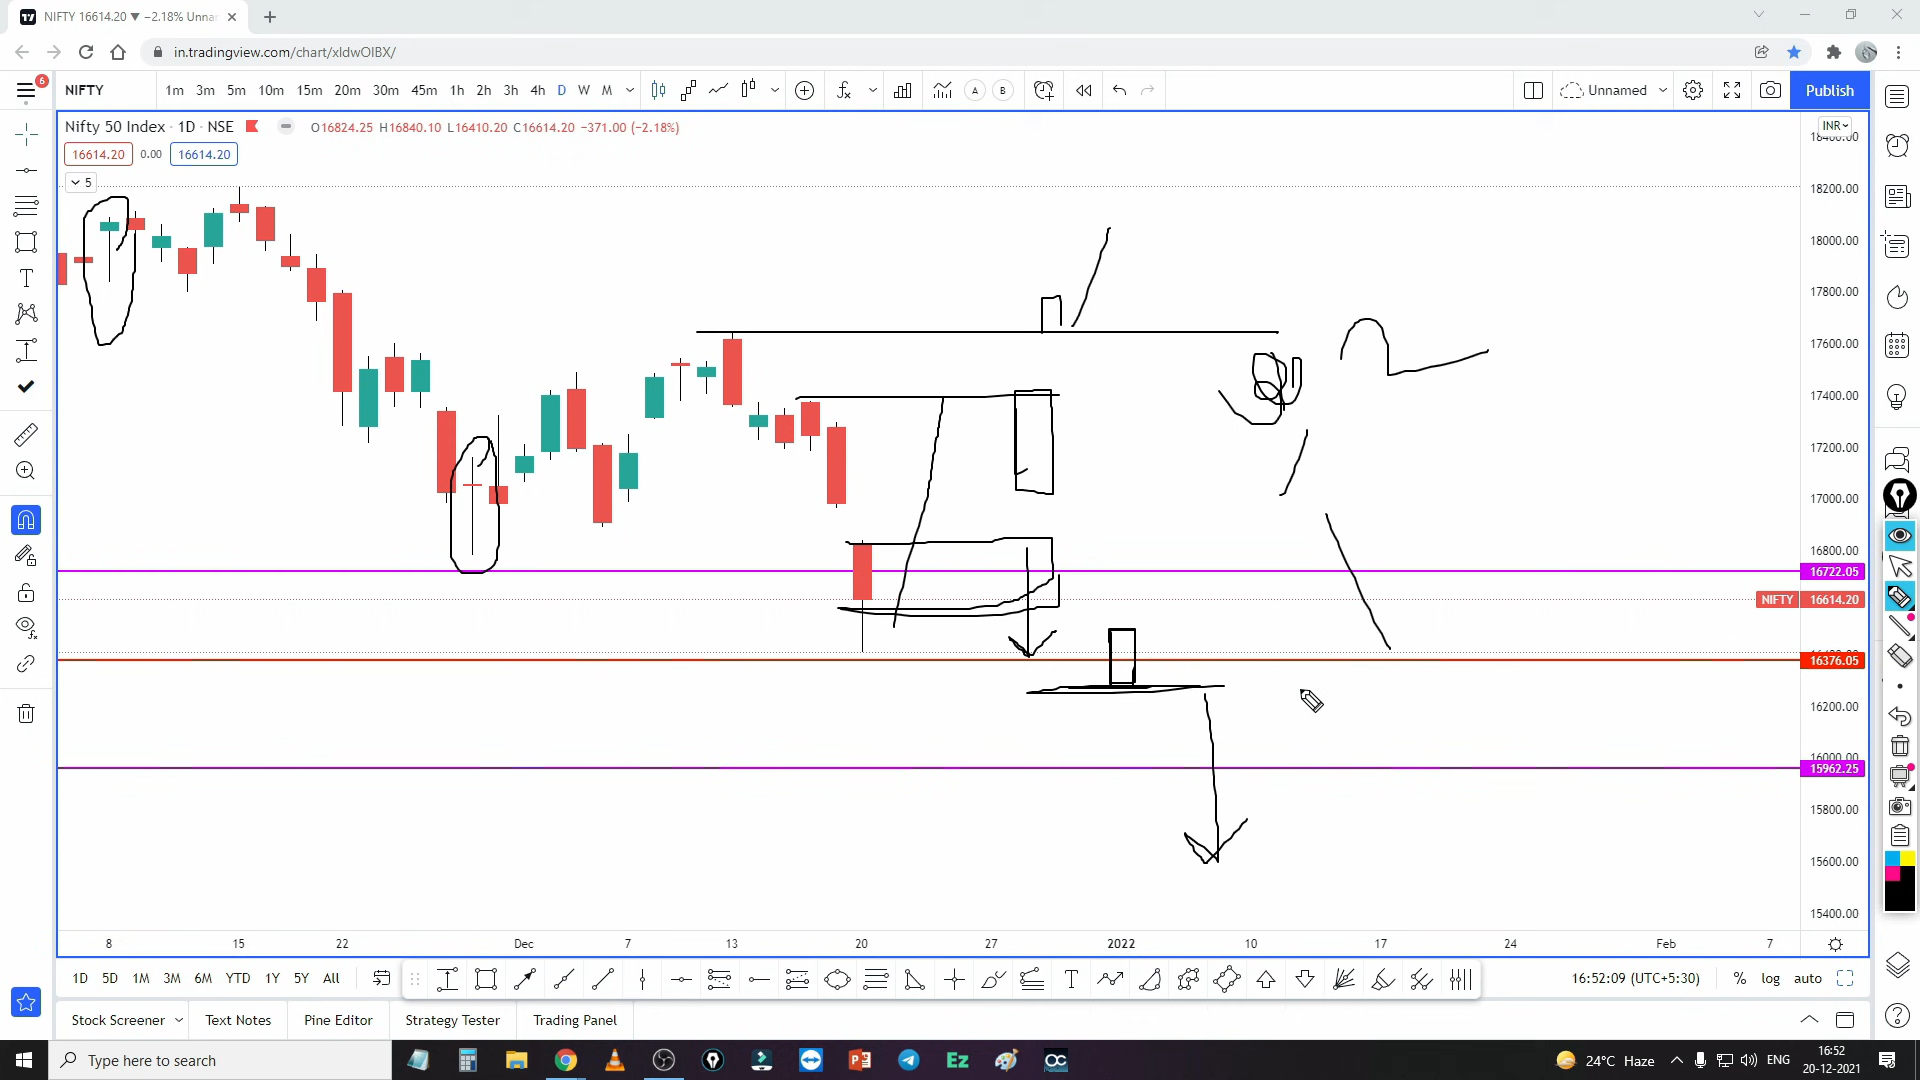 NIFTY 16614.20 ▼ −2.18% Unna
in.tradingview.com/chart/xIdwOIBX/
6
NIFTY 1m 3m 5m 10m 15m 20m 30m 45m 1h 2h 3h 4h D W M A B Unnamed Publish
Nifty 50 Index · 1D · NSE O16824.25 H16840.10 L16410.20 C16614.20 −371.00 (−2.18%)
INR
16614.20 0.00 16614.20
5
18200.00
18000.00
17800.00
17600.00
17400.00
17200.00
17000.00
16800.00
16722.05
NIFTY 16614.20
16376.05
16200.00
16000.00
15962.25
15800.00
15600.00
15400.00
8 15 22 Dec 7 13 20 27 2022 10 17 24 Feb 7
1D 5D 1M 3M 6M YTD 1Y 5Y All 16:52:09 (UTC+5:30) % log auto
Stock Screener Text Notes Pine Editor Strategy Tester Trading Panel
Type here to search Ez OC 24°C Haze ENG 16:52
20-12-2021